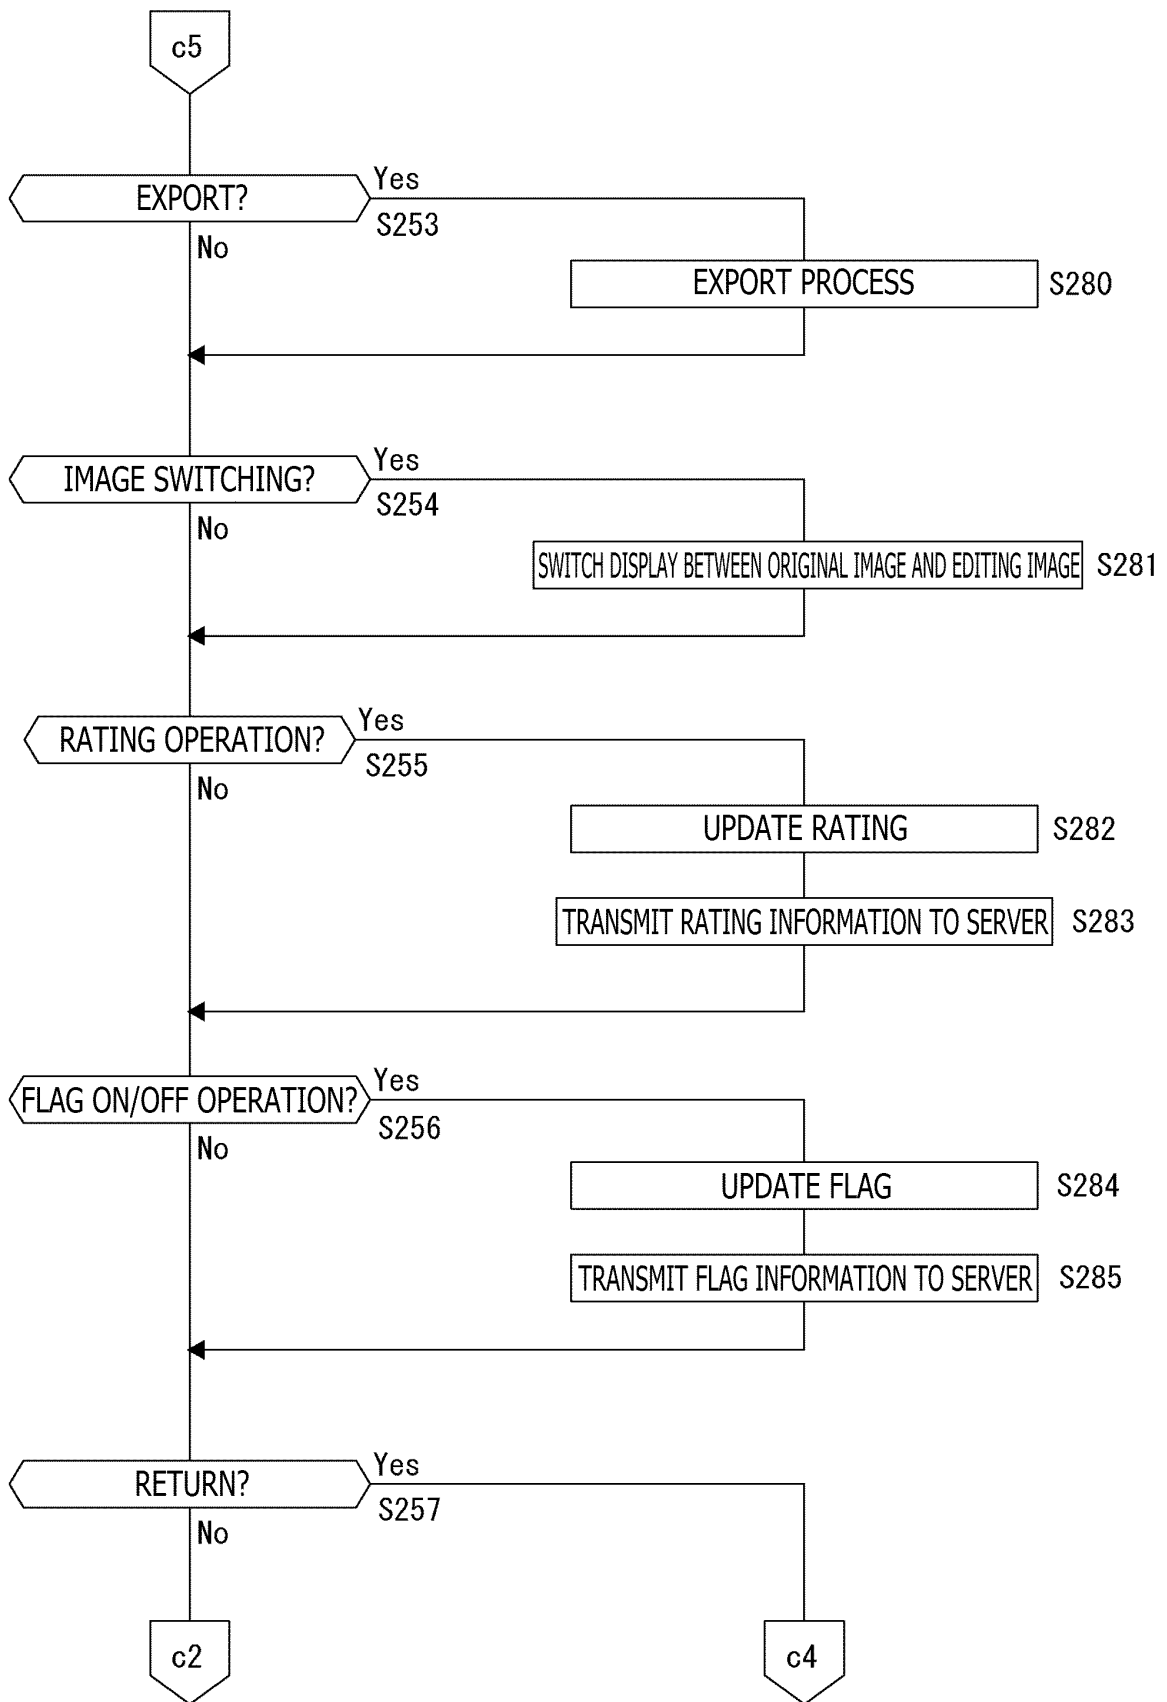 c5
EXPORT?
Yes
S253
No
EXPORT PROCESS
S280
IMAGE SWITCHING?
Yes
S254
No
SWITCH DISPLAY BETWEEN ORIGINAL IMAGE AND EDITING IMAGE
S281
RATING OPERATION?
Yes
S255
No
UPDATE RATING
S282
TRANSMIT RATING INFORMATION TO SERVER
S283
FLAG ON/OFF OPERATION?
Yes
S256
No
UPDATE FLAG
S284
TRANSMIT FLAG INFORMATION TO SERVER
S285
RETURN?
Yes
S257
No
c2
c4